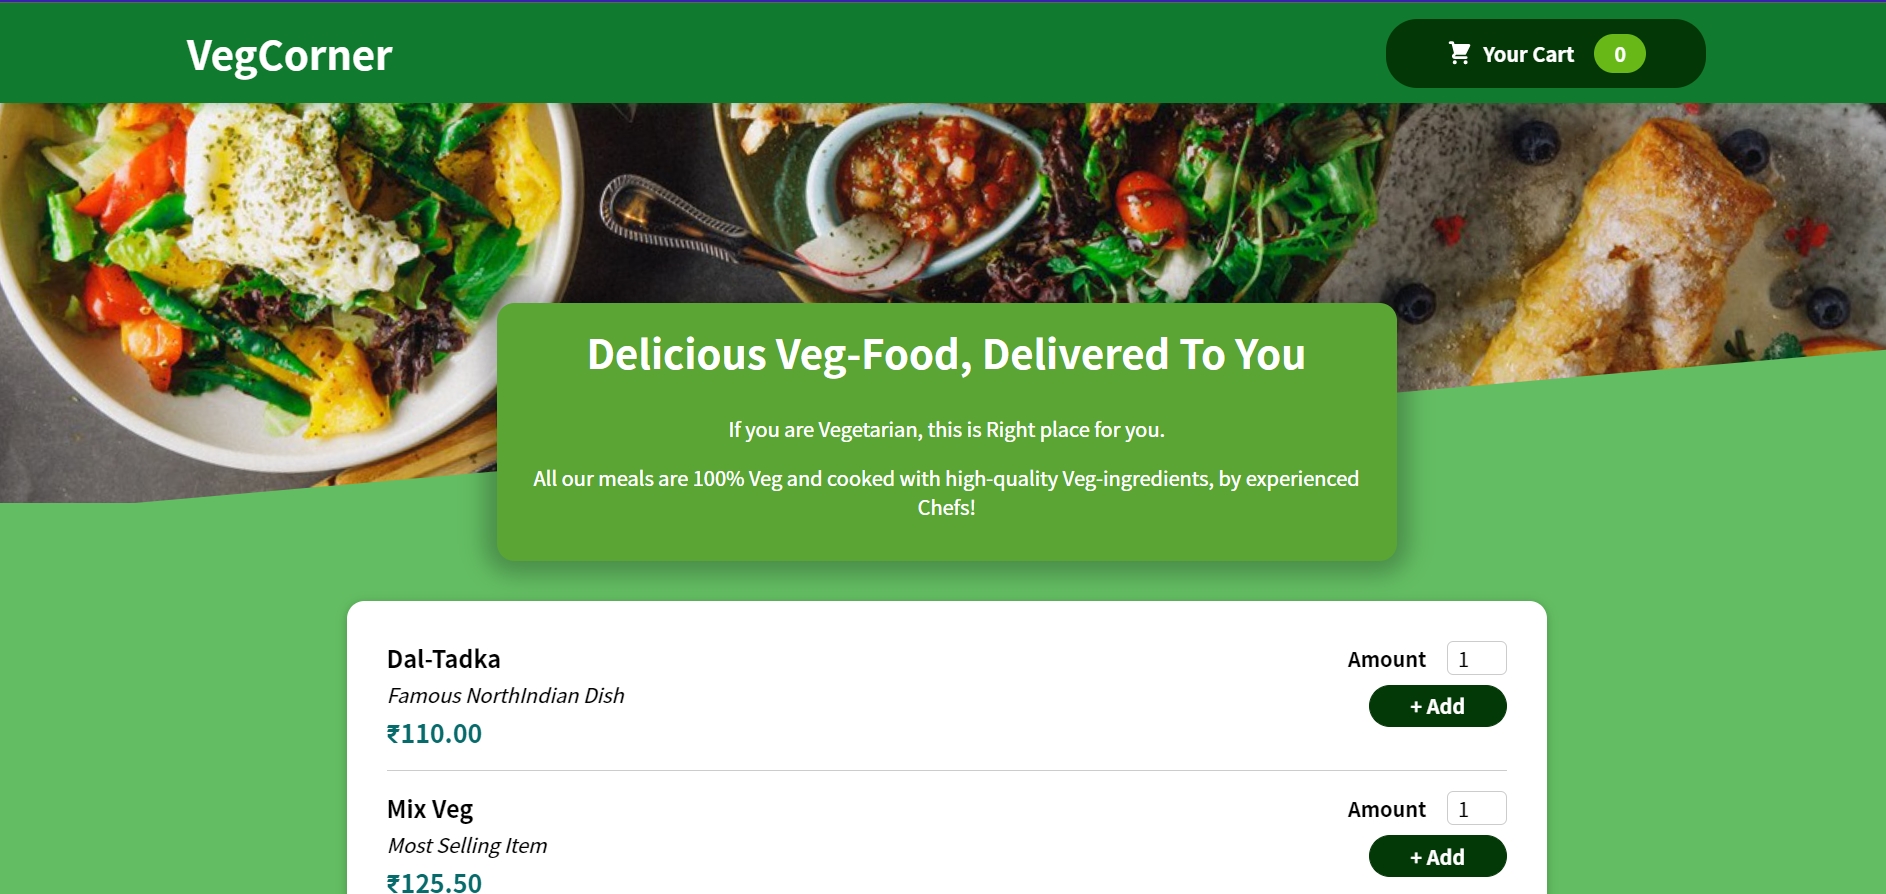 VegCorner
Your Cart 0
Delicious Veg-Food, Delivered To You
If you are Vegetarian, this is Right place for you.
All our meals are 100% Veg and cooked with high-quality Veg-ingredients, by experienced
Chefs!
Dal-Tadka
Amount 1
Famous NorthIndian Dish
+ Add
₹110.00
Mix Veg
Amount 1
Most Selling Item
+ Add
₹125.50